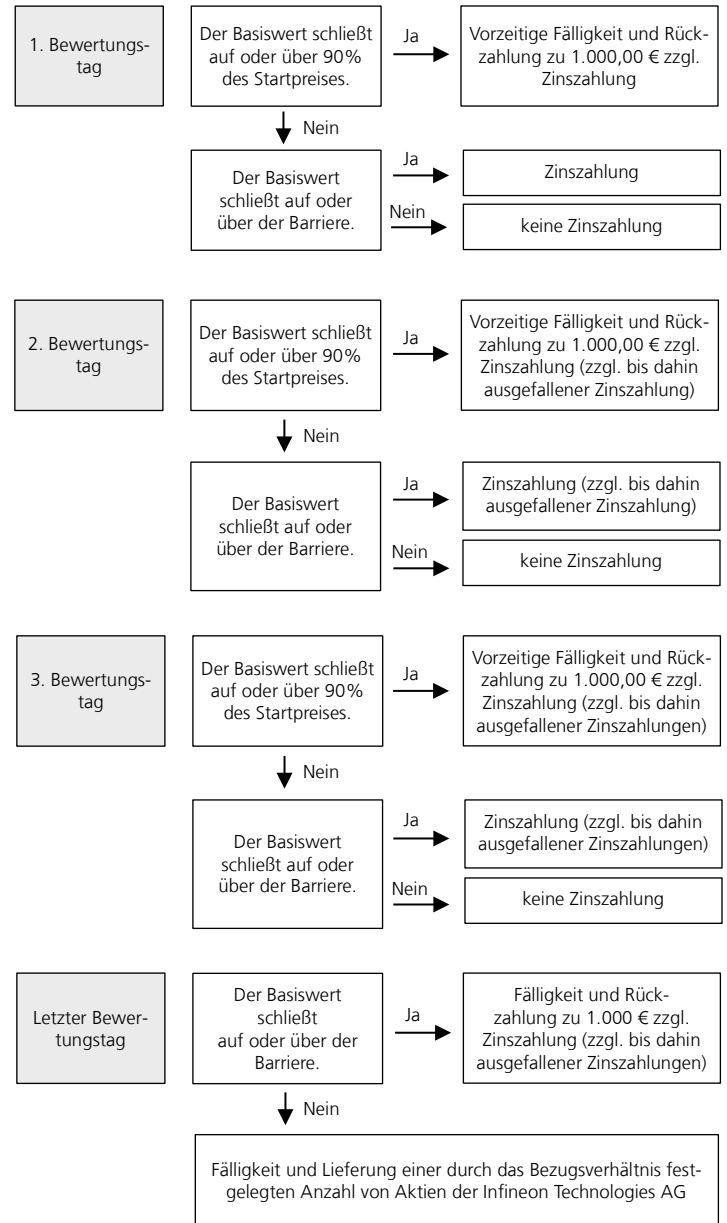 1. Bewertungs-
tag
Der Basiswert schließt
auf oder über 90%
des Startpreises.
Ja
Vorzeitige Fälligkeit und Rück-
zahlung zu 1.000,00 € zzgl.
Zinszahlung
Nein
Der Basiswert
schließt auf oder
über der Barriere.
Ja
Zinszahlung
Nein
keine Zinszahlung
2. Bewertungs-
tag
Der Basiswert schließt
auf oder über 90%
des Startpreises.
Ja
Vorzeitige Fälligkeit und Rück-
zahlung zu 1.000,00 € zzgl.
Zinszahlung (zzgl. bis dahin
ausgefallener Zinszahlung)
Nein
Der Basiswert
schließt auf oder
über der Barriere.
Ja
Zinszahlung (zzgl. bis dahin
ausgefallener Zinszahlung)
Nein
keine Zinszahlung
3. Bewertungs-
tag
Der Basiswert schließt
auf oder über 90%
des Startpreises.
Ja
Vorzeitige Fälligkeit und Rück-
zahlung zu 1.000,00 € zzgl.
Zinszahlung (zzgl. bis dahin
ausgefallener Zinszahlungen)
Nein
Der Basiswert
schließt auf oder
über der Barriere.
Ja
Zinszahlung (zzgl. bis dahin
ausgefallener Zinszahlungen)
Nein
keine Zinszahlung
Letzter Bewer-
tungstag
Der Basiswert
schließt
auf oder über der
Barriere.
Ja
Fälligkeit und Rück-
zahlung zu 1.000 € zzgl.
Zinszahlung (zzgl. bis dahin
ausgefallener Zinszahlungen)
Nein
Fälligkeit und Lieferung einer durch das Bezugsverhältnis fest-
gelegten Anzahl von Aktien der Infineon Technologies AG